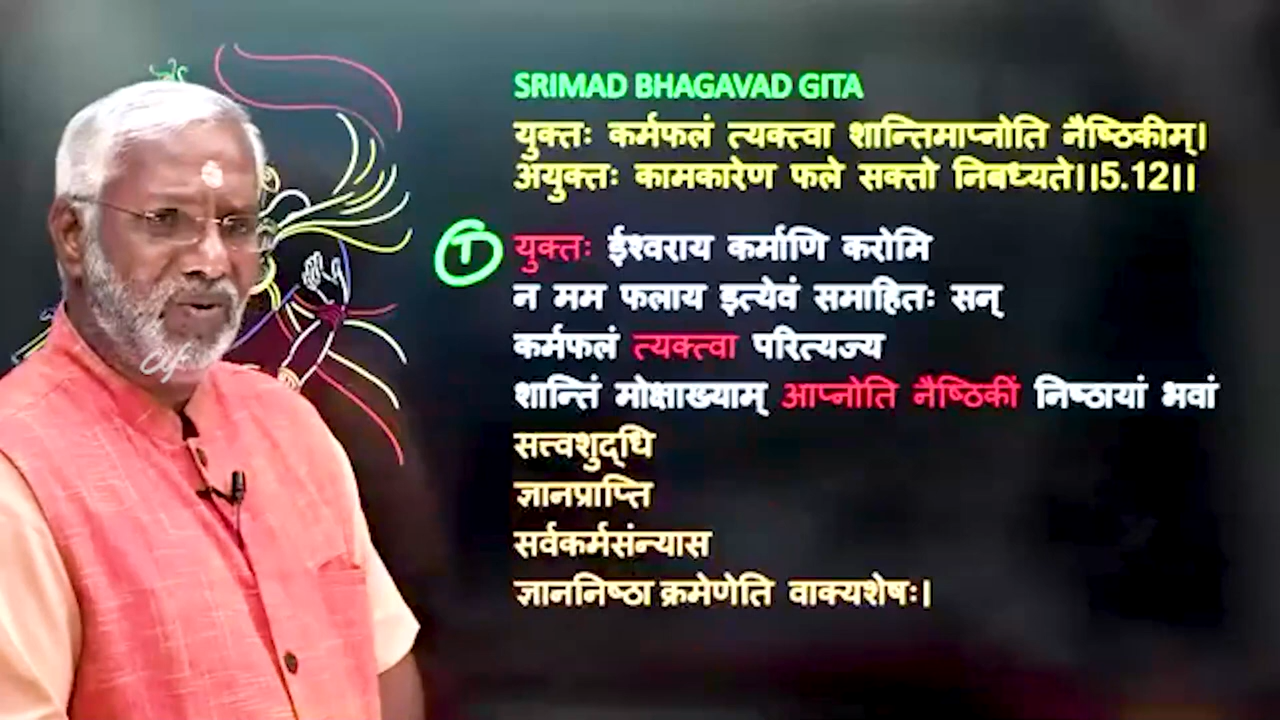 SRIMAD BHAGAVAD GITA
युक्तः कर्मफलं त्यक्त्वा शान्तिमाप्नोति नैष्ठिकीम्।
अयुक्तः कामकारेण फले सक्तो निबध्यते।।5.12।।
युक्तः ईश्वराय कर्माणि करोमि
न मम फलाय इत्येवं समाहितः सन्
कर्मफलं त्यक्त्वा परित्यज्य
शान्तिं मोक्षाख्याम् आप्नोति नैष्ठिकीं निष्ठायां भवां
सत्त्वशुद्धि
ज्ञानप्राप्ति
सर्वकर्मसंन्यास
ज्ञाननिष्ठा क्रमेणेति वाक्यशेषः।